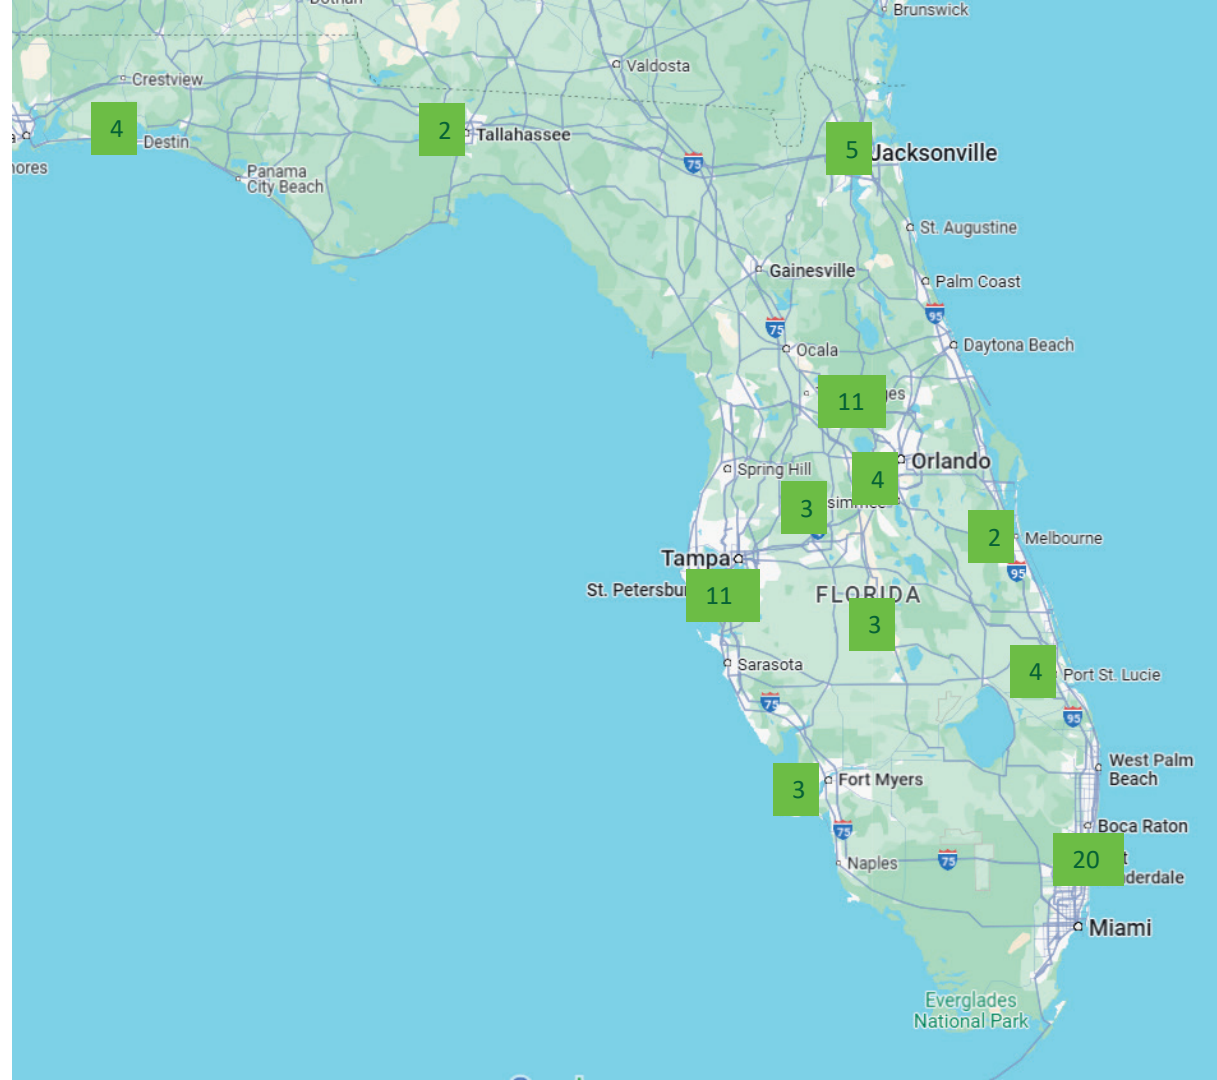 Brunswick
Valdosta
Crestview
4
2
5
Destin
Tallahassee
Jacksonville
Panama
City Beach
St. Augustine
Gainesville
75
Palm Coast
95
75
Ocala
Daytona Beach
11
Spring Hill
Orlando
4
3
2
Melbourne
Tampa
95
St. Petersbu
11
FLORIDA
3
Sarasota
4
Port St. Lucie
75
95
West Palm
Beach
3
Fort Myers
Boca Raton
75
20
75
Naples
derdale
Miami
Everglades
National Park